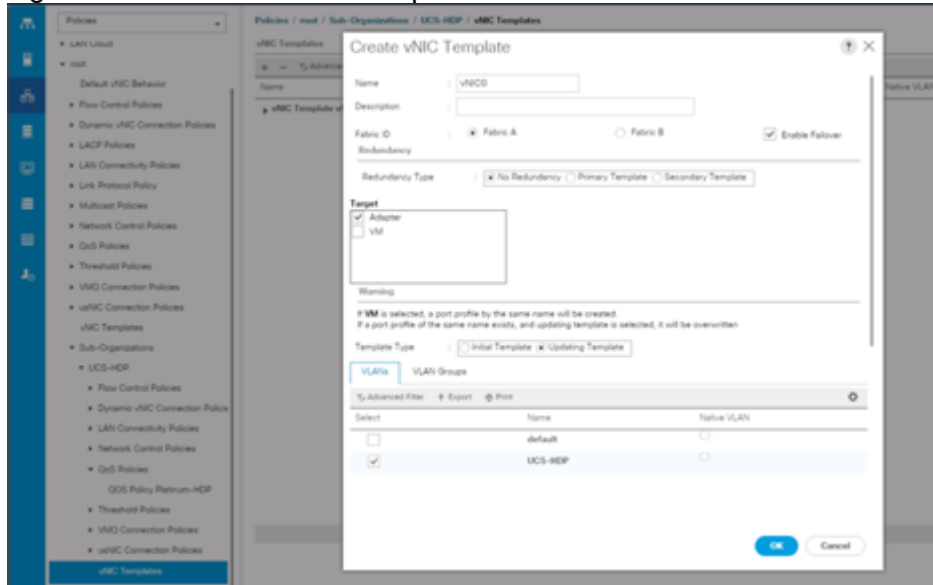 Policies
Policies / root / Sub-Organizations / UCS-HDP / vNIC Templates
LAN Cloud
root
Default vNIC Behavior
Flow Control Policies
Dynamic vNIC Connection Policies
LACP Policies
LAN Connectivity Policies
Link Protocol Policy
Multicast Policies
Network Control Policies
QoS Policies
Threshold Policies
VMQ Connection Policies
usNIC Connection Policies
vNIC Templates
Sub-Organizations
UCS-HDP
Flow Control Policies
Dynamic vNIC Connection Police
LAN Connectivity Policies
Network Control Policies
QoS Policies
QOS Policy Platinum-HDP
Threshold Policies
VMQ Connection Policies
usNIC Connection Policies
vNIC Templates
vNIC Templates
+ − Advance
Name
Native VLAN
vNIC Template v
Create vNIC Template
? ×
Name : vNIC0
Description :
Fabric ID : Fabric A Fabric B Enable Failover
Redundancy
Redundancy Type : No Redundancy Primary Template Secondary Template
Target
Adapter
VM
Warning
If VM is selected, a port profile by the same name will be created.
If a port profile of the same name exists, and updating template is selected, it will be overwritten
Template Type : Initial Template Updating Template
VLANs VLAN Groups
Advanced Filter Export Print
Select Name Native VLAN
default
UCS-HDP
OK Cancel